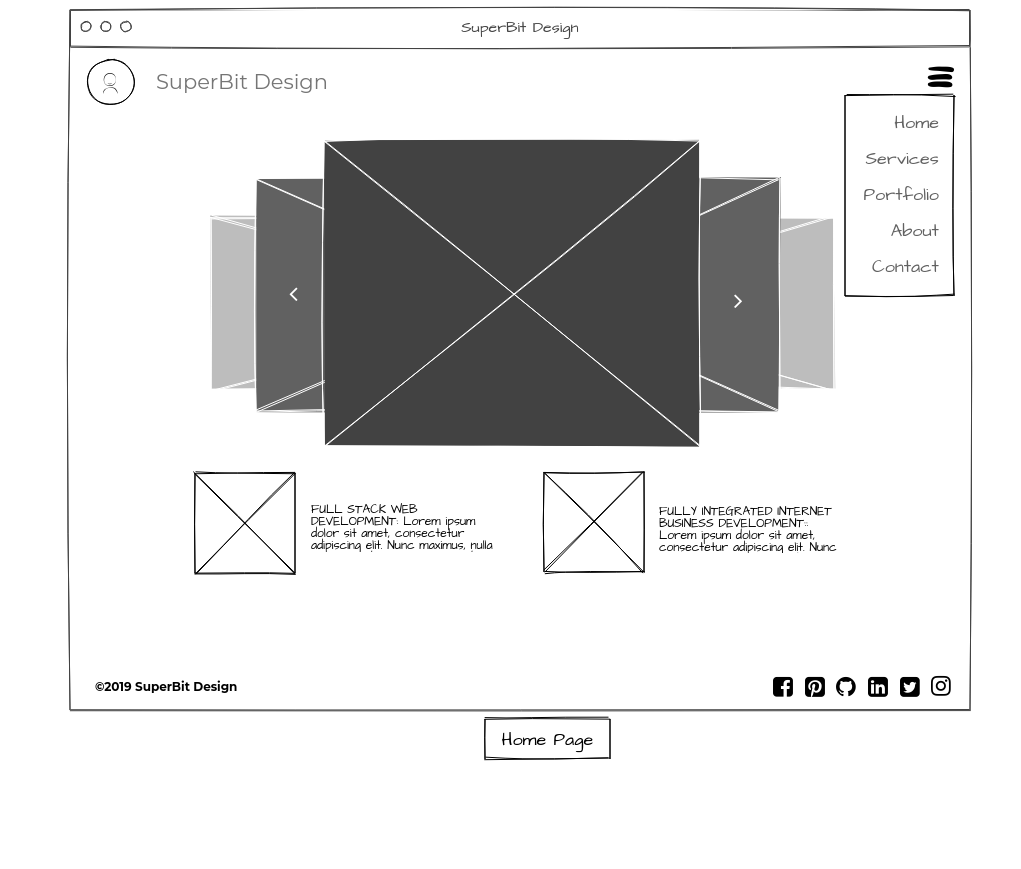 SuperBit Design
SuperBit Design
Home
Services
Portfolio
About
Contact
FULL STACK WEB
DEVELOPMENT: Lorem ipsum
dolor sit amet, consectetur
adipiscing elit. Nunc maximus, nulla
FULLY INTEGRATED INTERNET
BUSINESS DEVELOPMENT:.
Lorem ipsum dolor sit amet,
consectetur adipiscing elit. Nunc
©2019 SuperBit Design
Home Page